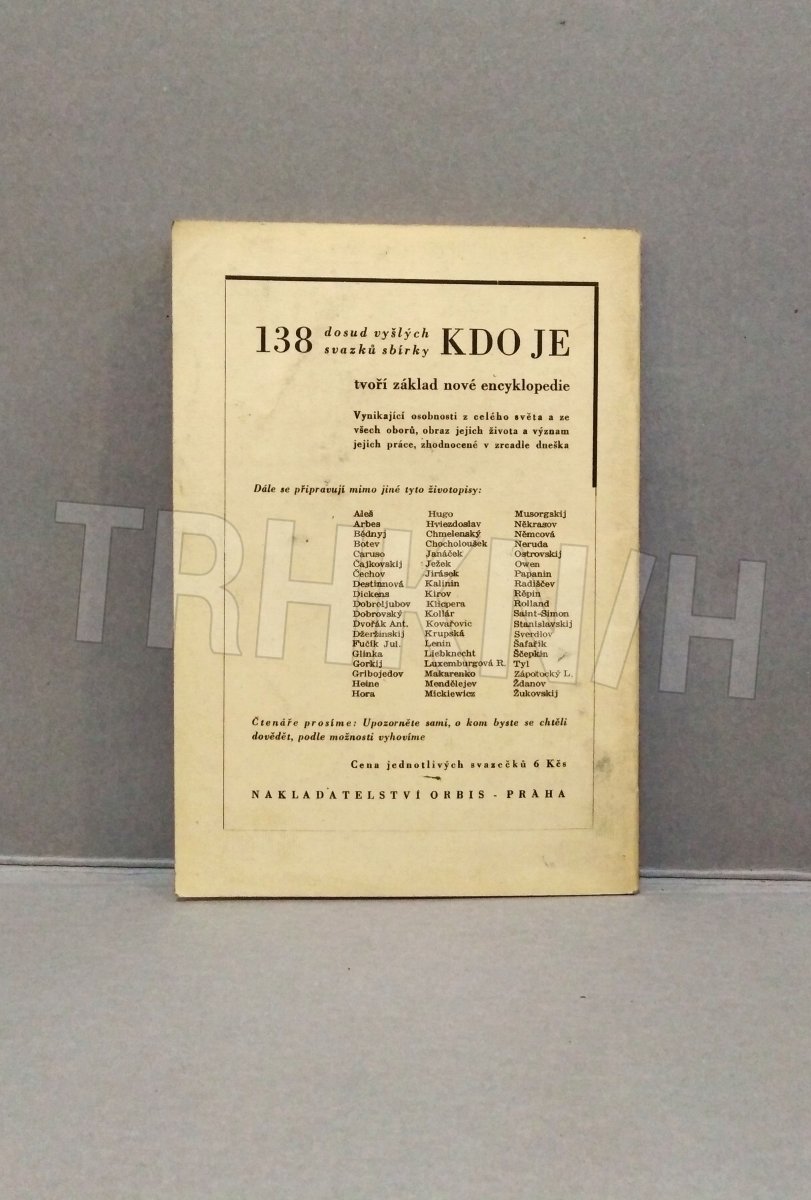 138 dosud vyšlých svazků sbírky KDO JE
tvoří základ nové encyklopedie
Vynikající osobnosti z celého světa a ze
všech oborů, obraz jejich života a význam
jejich práce, zhodnocené v zrcadle dneška
Dále se připravují mimo jiné tyto životopisy:
Aleš
Arbes
Bědnyj
Botev
Caruso
Čajkovskij
Čechov
Destinnová
Dickens
Dobroljubov
Dobrovský
Dvořák Ant.
Džeržinskij
Fučík Jul.
Glinka
Gorkij
Gribojedov
Heine
Hora
Hugo
Hviezdoslav
Chmelenský
Chocholoušek
Janáček
Ježek
Jirásek
Kalinin
Kirov
Klicpera
Kollár
Kovařovic
Krupská
Lenin
Liebknecht
Luxemburgová R.
Makarenko
Mendělejev
Mickiewicz
Musorgskij
Někrasov
Němcová
Neruda
Ostrovskij
Owen
Papanin
Radiščev
Rěpin
Rolland
Saint-Simon
Stanislavskij
Sverdlov
Šafařík
Ščepkin
Tyl
Zápotocký L.
Ždanov
Žukovskij
Čtenáře prosíme: Upozorněte sami, o kom byste se chtěli
dovědět, podle možnosti vyhovíme
Cena jednotlivých svazečků 6 Kčs
NAKLADATELSTVÍ ORBIS - PRAHA
TRHKNIH